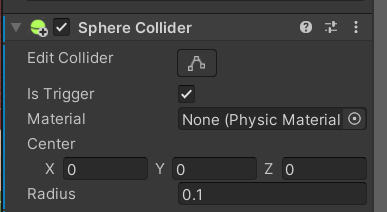 Sphere Collider
Edit Collider
Is Trigger
Material None (Physic Material
Center
X 0 Y 0 Z 0
Radius 0.1